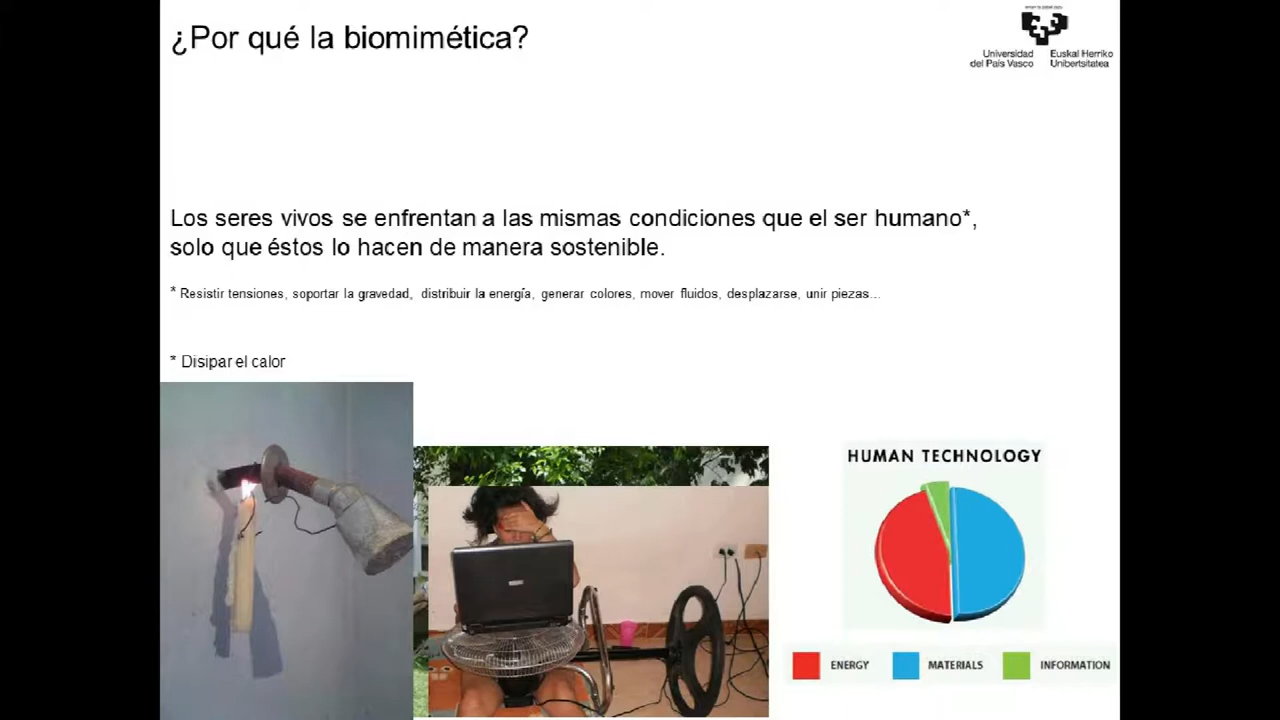 ¿Por qué la biomimética?
Universidad Euskal Herriko
del País Vasco Unibertsitatea
Los seres vivos se enfrentan a las mismas condiciones que el ser humano*,
solo que éstos lo hacen de manera sostenible.
* Resistir tensiones, soportar la gravedad, distribuir la energía, generar colores, mover fluidos, desplazarse, unir piezas...
* Disipar el calor
HUMAN TECHNOLOGY
ENERGY MATERIALS INFORMATION